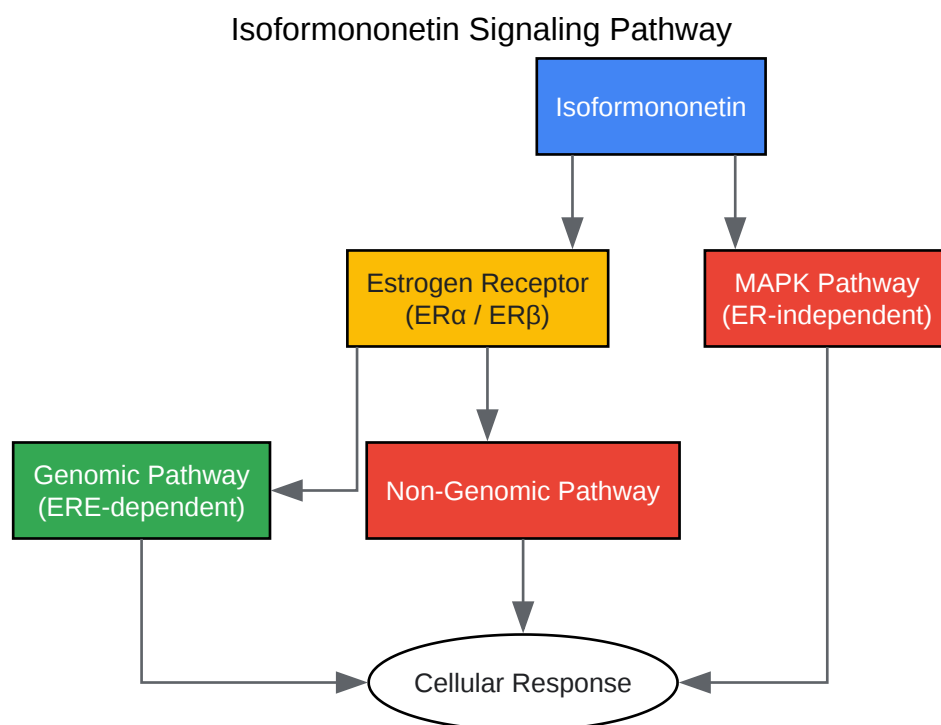 Isoformononetin Signaling Pathway
Isoformononetin
Estrogen Receptor
(ERα / ERβ)
MAPK Pathway
(ER-independent)
Genomic Pathway
(ERE-dependent)
Non-Genomic Pathway
Cellular Response